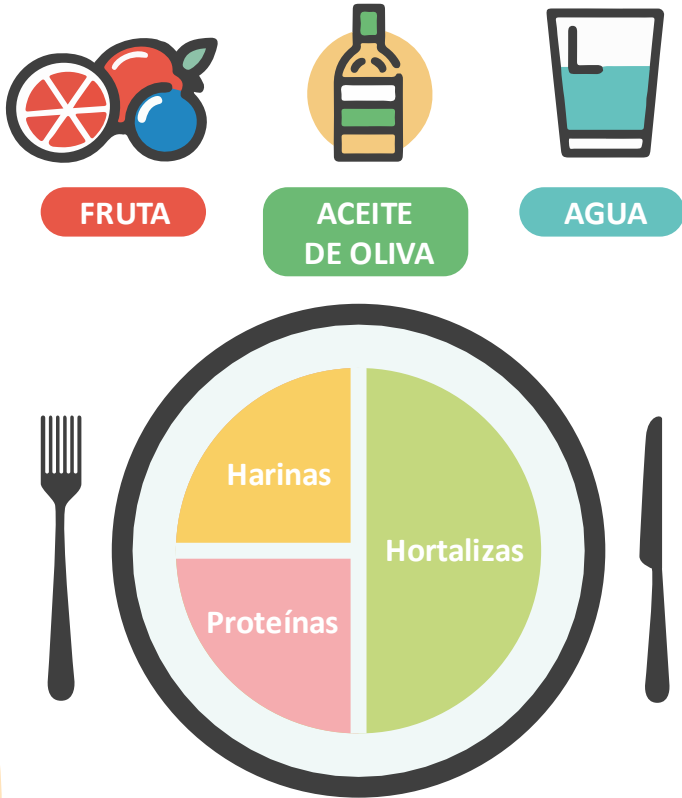 FRUTA
ACEITE
DE OLIVA
AGUA
Harinas
Hortalizas
Proteínas